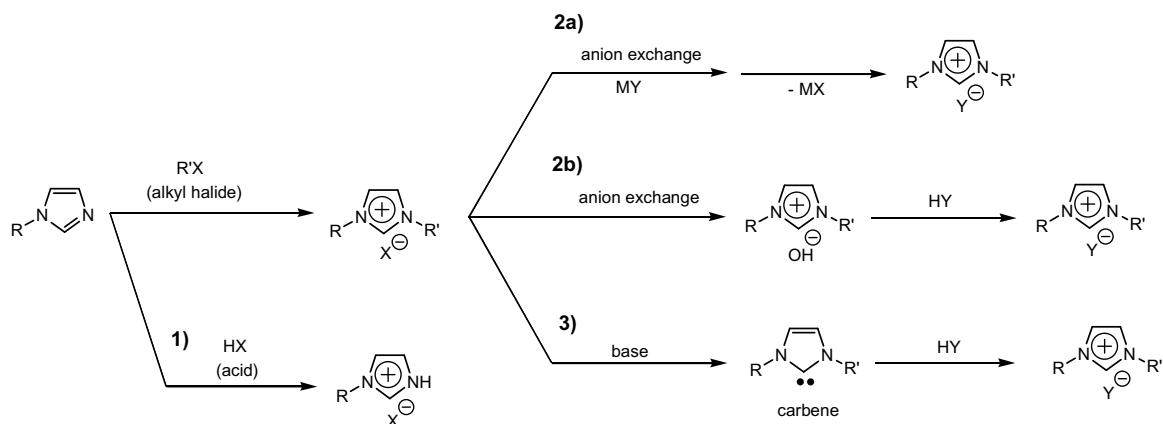 2a)
anion exchange
MY
- MX
N
+
N
R
R'
Y⊖
R'X
(alkyl halide)
N
N
R
N
+
N
R
R'
X⊖
2b)
anion exchange
N
+
N
R
R'
OH⊖
HY
N
+
N
R
R'
Y⊖
1)
HX
(acid)
N
+
NH
R
X⊖
3)
base
N
N
R
R'
carbene
HY
N
+
N
R
R'
Y⊖